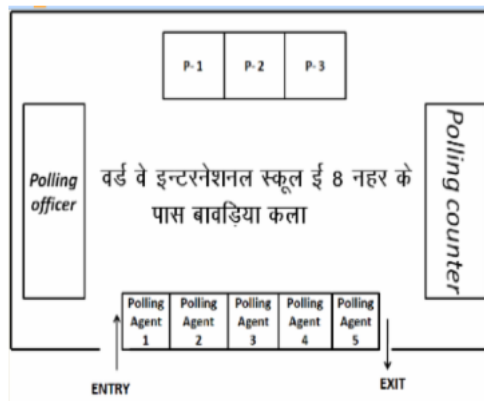 P-1 P-2 P-3
Polling
officer
वर्ड वे इन्टरनेशनल स्कूल ई 8 नहर के
पास बावड़िया कला
Polling counter
Polling
Agent
1
Polling
Agent
2
Polling
Agent
3
Polling
Agent
4
Polling
Agent
5
ENTRY
EXIT